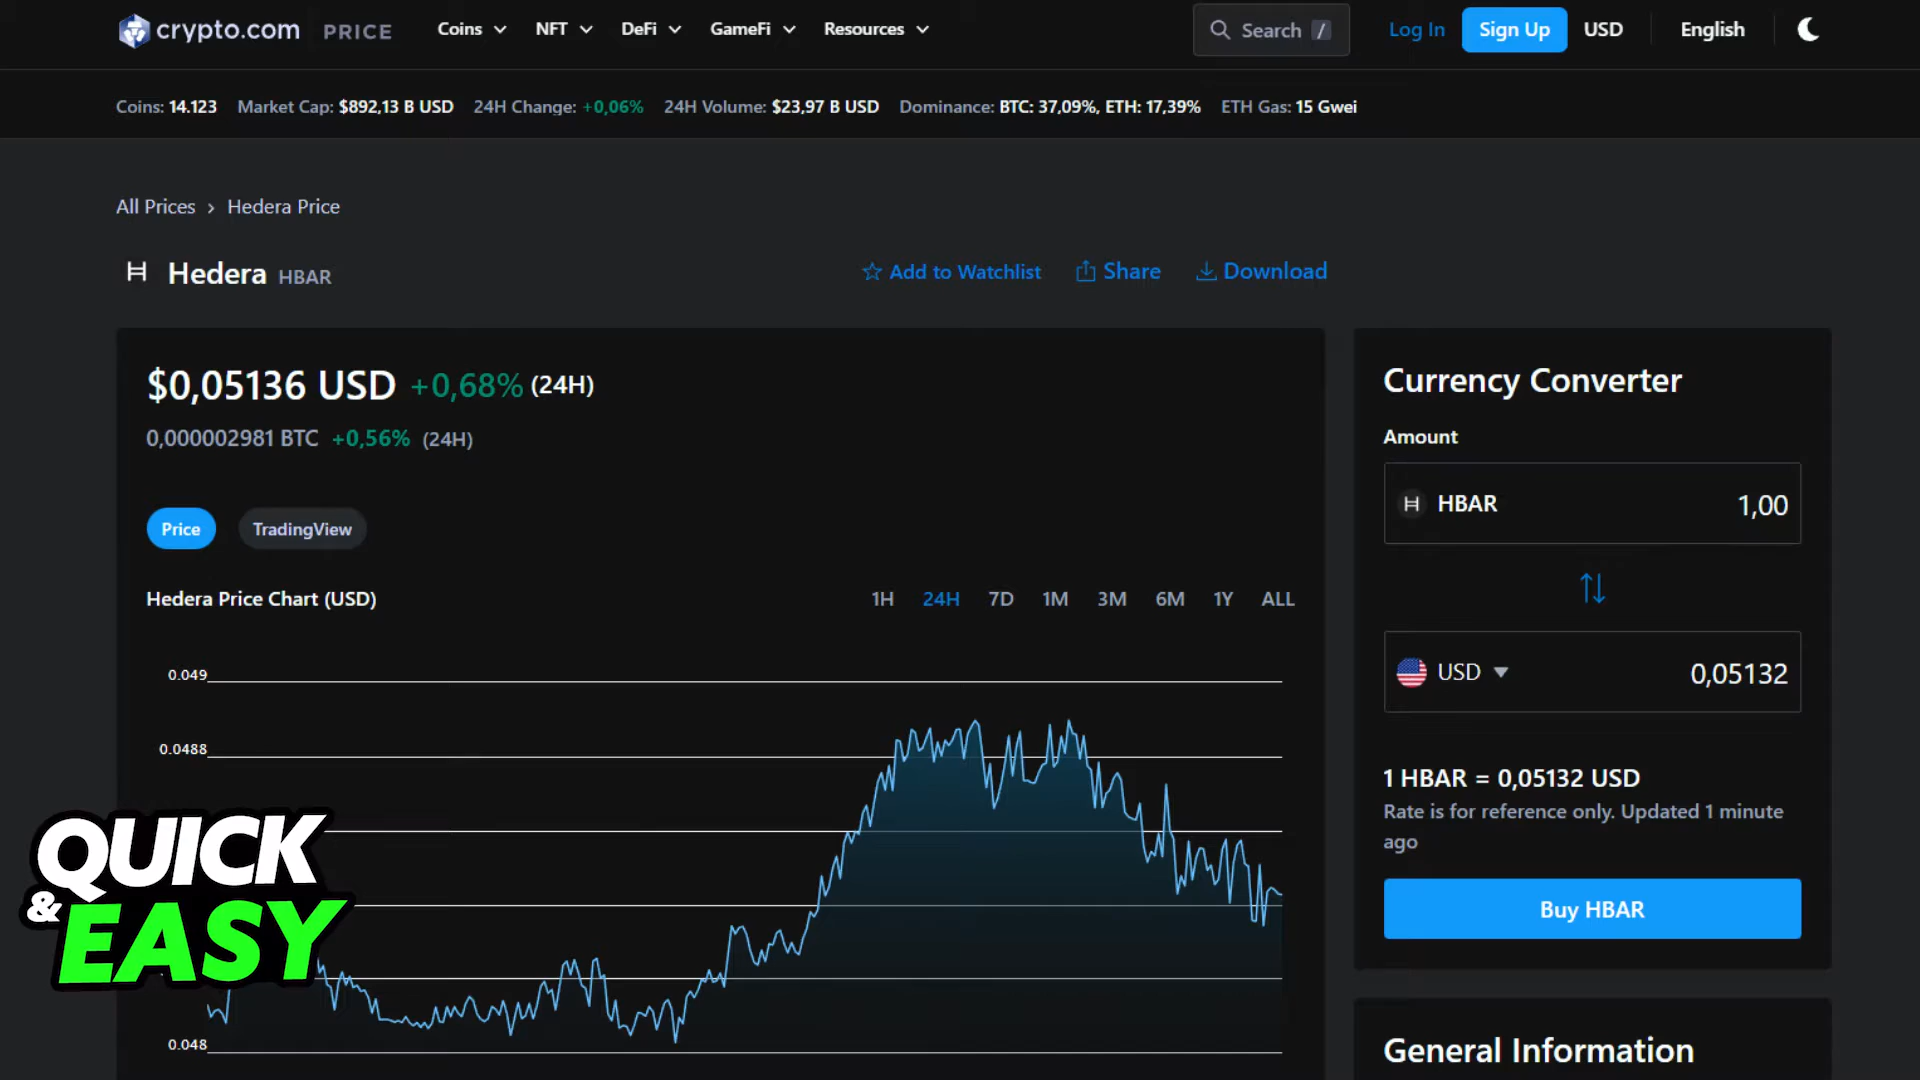 crypto.com PRICE Coins NFT DeFi GameFi Resources Search / Log In Sign Up USD English
Coins: 14.123 Market Cap: $892,13 B USD 24H Change: +0,06% 24H Volume: $23,97 B USD Dominance: BTC: 37,09%, ETH: 17,39% ETH Gas: 15 Gwei
All Prices > Hedera Price
Hedera HBAR
Add to Watchlist Share Download
$0,05136 USD +0,68% (24H)
0,000002981 BTC +0,56% (24H)
Price TradingView
Hedera Price Chart (USD)
1H 24H 7D 1M 3M 6M 1Y ALL
0.049
0.0488
0.048
QUICK
& EASY
Currency Converter
Amount
HBAR 1,00
USD 0,05132
1 HBAR = 0,05132 USD
Rate is for reference only. Updated 1 minute
ago
Buy HBAR
General Information